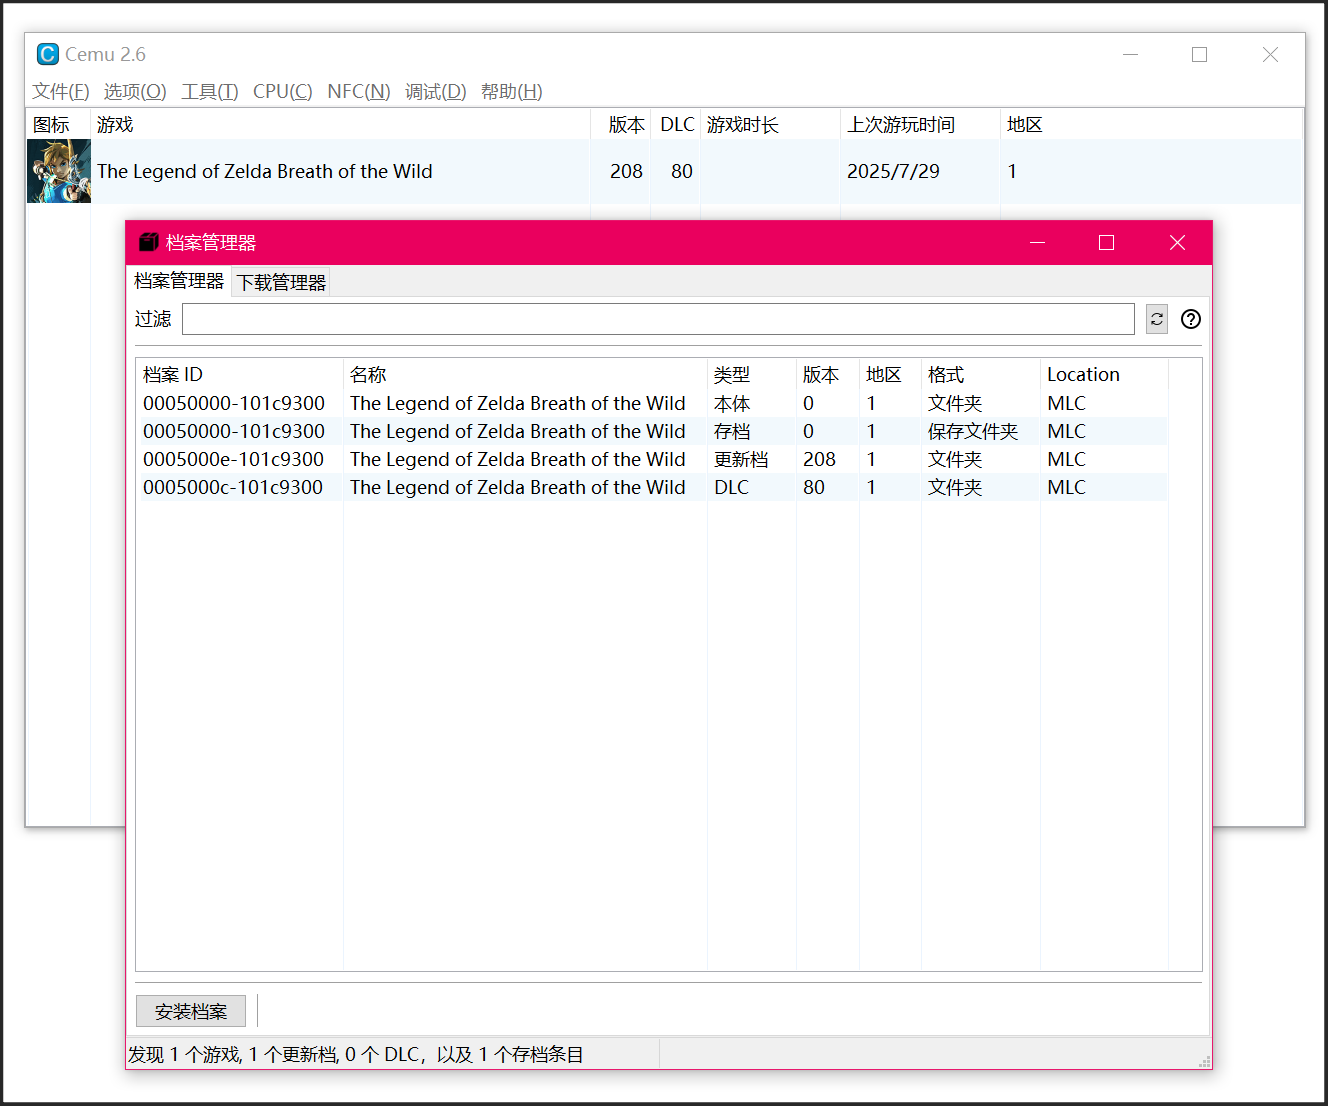 Cemu 2.6
文件(F) 选项(O) 工具(T) CPU(C) NFC(N) 调试(D) 帮助(H)
图标 游戏 版本 DLC 游戏时长 上次游玩时间 地区
The Legend of Zelda Breath of the Wild 208 80 2025/7/29 1
档案管理器
档案管理器 下载管理器
过滤
档案 ID 名称 类型 版本 地区 格式 Location
00050000-101c9300 The Legend of Zelda Breath of the Wild 本体 0 1 文件夹 MLC
00050000-101c9300 The Legend of Zelda Breath of the Wild 存档 0 1 保存文件夹 MLC
0005000e-101c9300 The Legend of Zelda Breath of the Wild 更新档 208 1 文件夹 MLC
0005000c-101c9300 The Legend of Zelda Breath of the Wild DLC 80 1 文件夹 MLC
安装档案
发现 1 个游戏, 1 个更新档, 0 个 DLC，以及 1 个存档条目